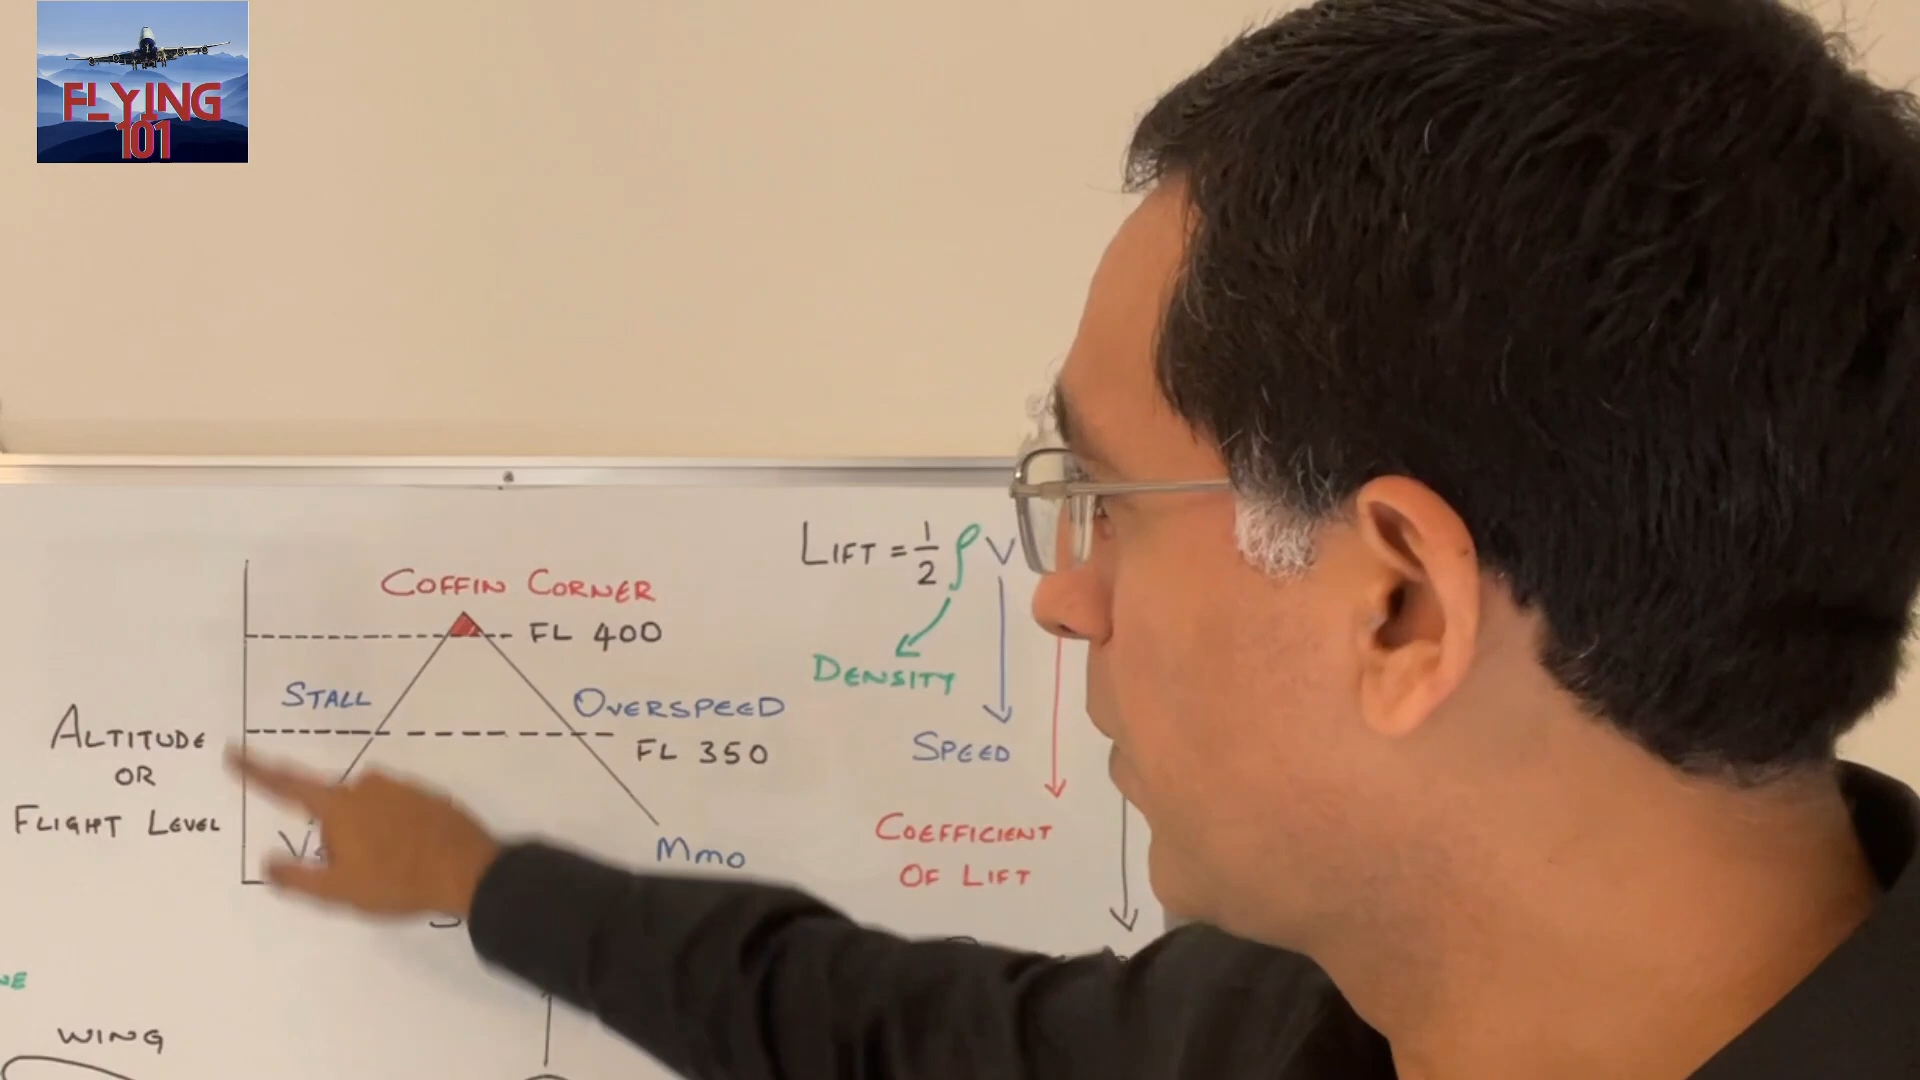 FLYING
101
COFFIN CORNER
FL 400
STALL
OVERSPEED
FL 350
ALTITUDE
OR
FLIGHT LEVEL
Mmo
LIFT = 1/2 ρ V
DENSITY
SPEED
COEFFICIENT
OF LIFT
WING